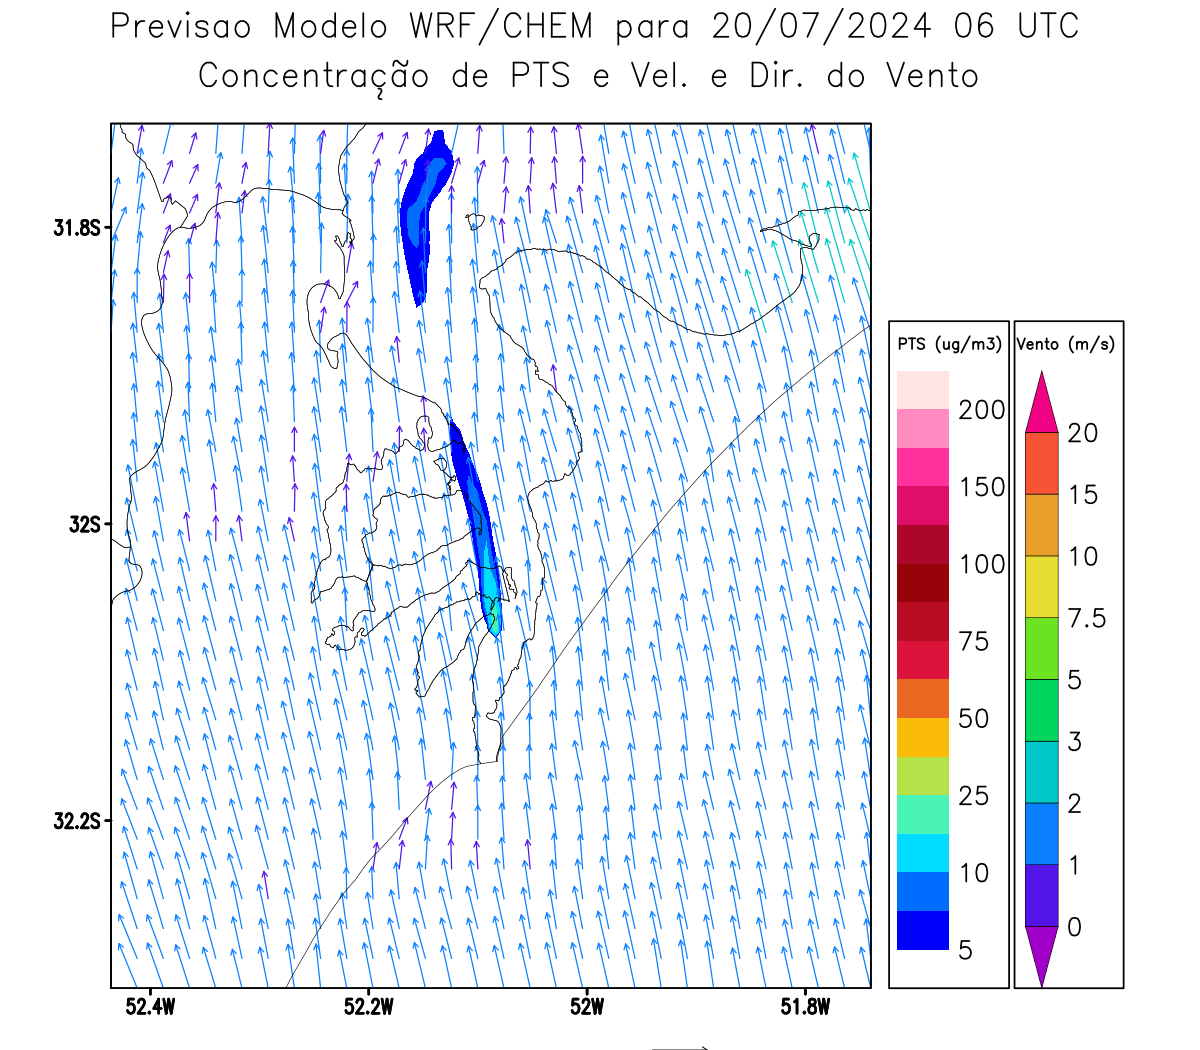 Previsao Modelo WRF/CHEM para 20/07/2024 06 UTC
Concentração de PTS e Vel. e Dir. do Vento
31.8S
32S
32.2S
52.4W 52.2W 52W 51.8W
PTS (ug/m3)
200
150
100
75
50
25
10
5
Vento (m/s)
20
15
10
7.5
5
3
2
1
0